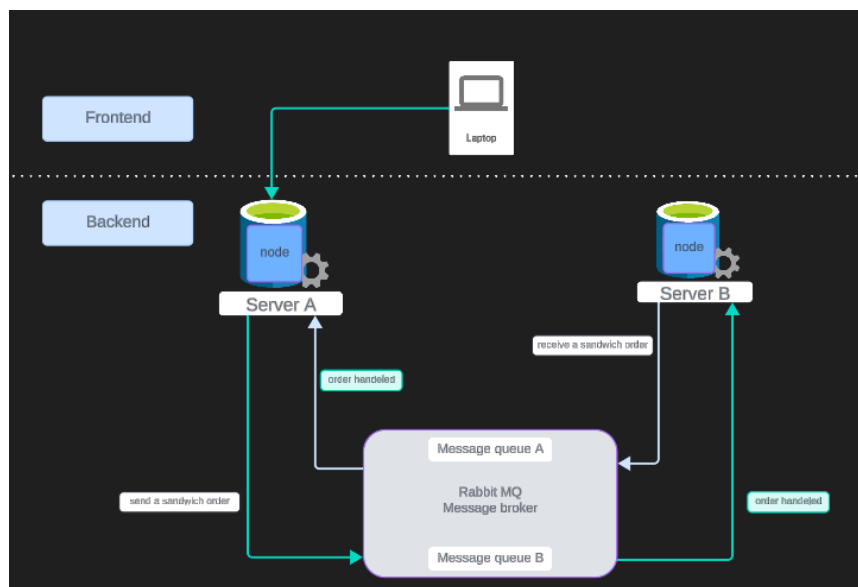 Frontend
Laptop
Backend
node
node
Server A
Server B
receive a sandwich order
order handeled
Message queue A
Rabbit MQ
Message broker
send a sandwich order
order handeled
Message queue B